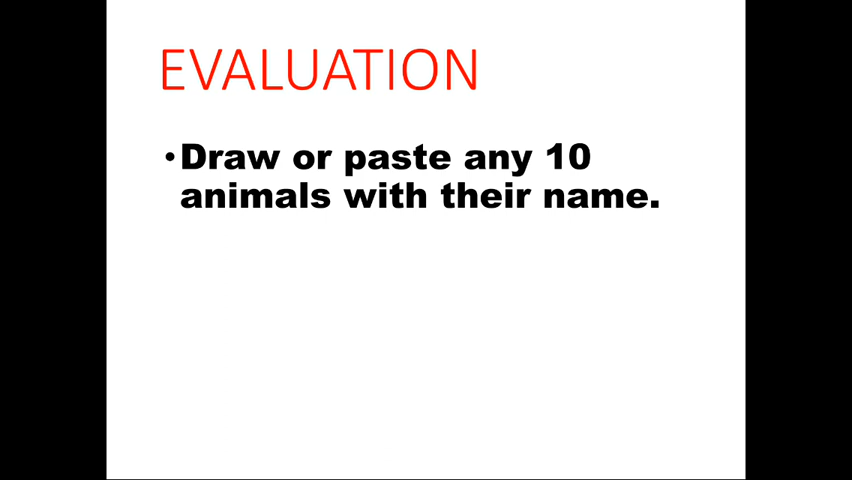 EVALUATION
•Draw or paste any 10
animals with their name.